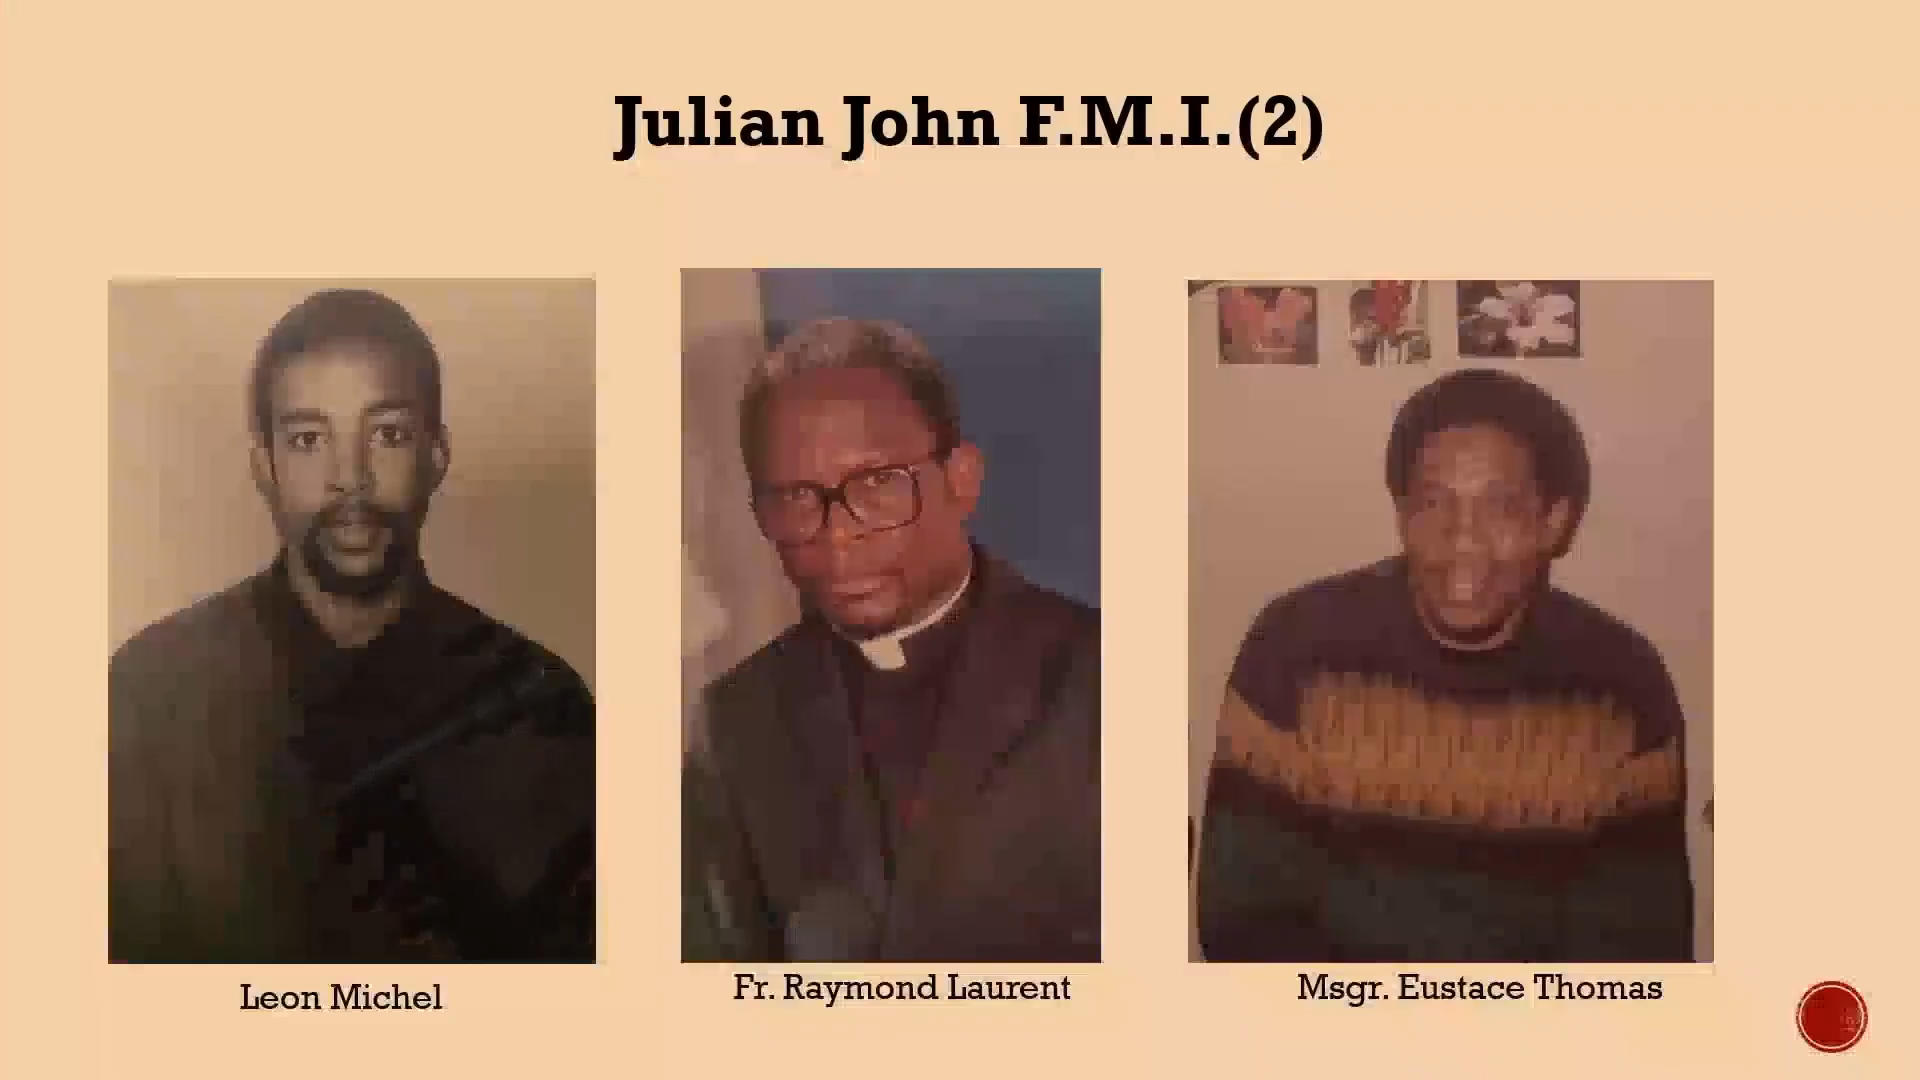 Julian John F.M.I.(2)
Leon Michel
Fr. Raymond Laurent
Msgr. Eustace Thomas